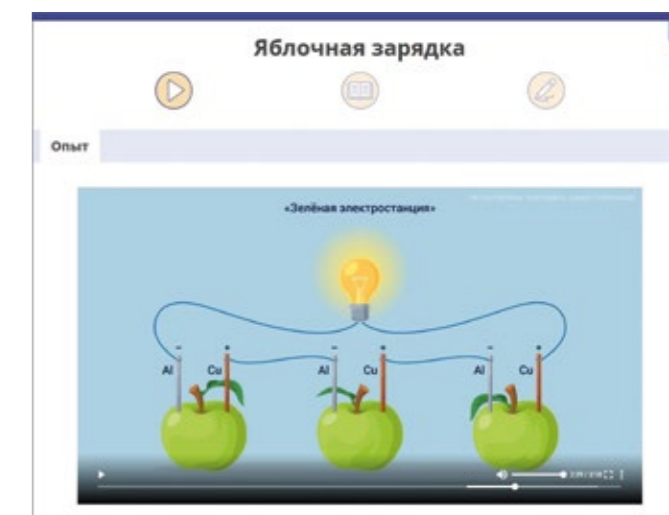 Яблочная зарядка
Опыт
«Зелёная электростанция»
− + − + − +
Al Cu Al Cu Al Cu